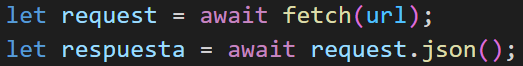 let request = await fetch(url);
let respuesta = await request.json();